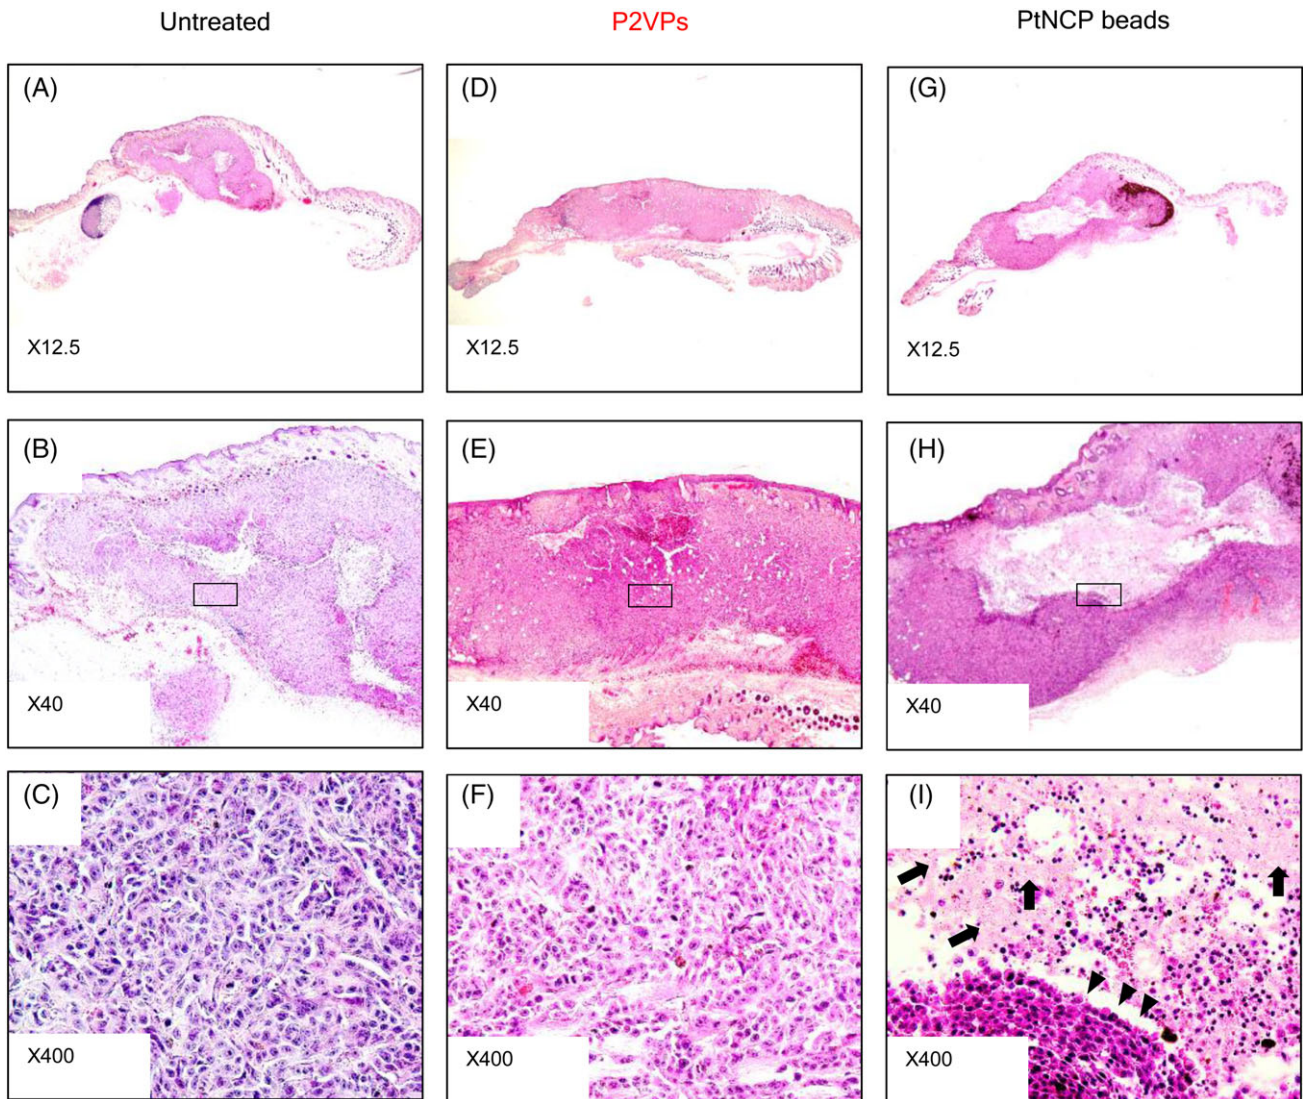 Untreated P2VPs PtNCP beads
(A) (D) (G)
X12.5 X12.5 X12.5
(B) (E) (H)
X40 X40 X40
(C) (F) (I)
X400 X400 X400